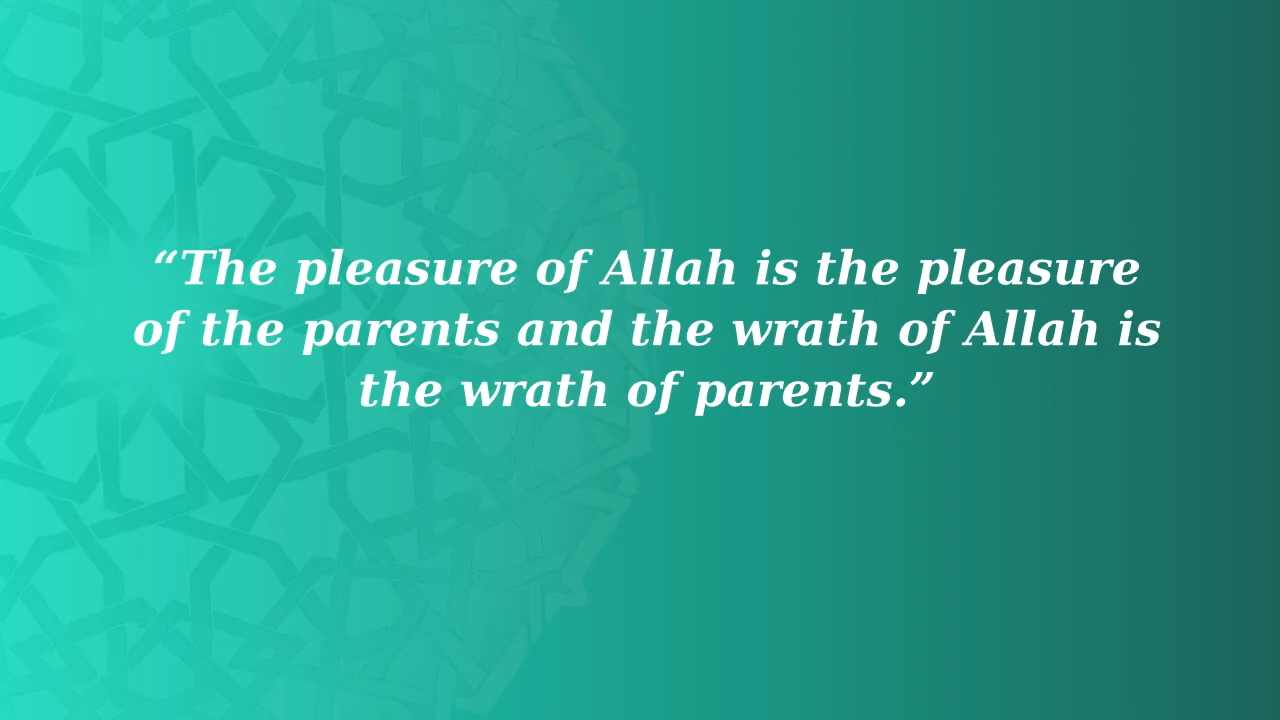 “The pleasure of Allah is the pleasure
of the parents and the wrath of Allah is
the wrath of parents.”